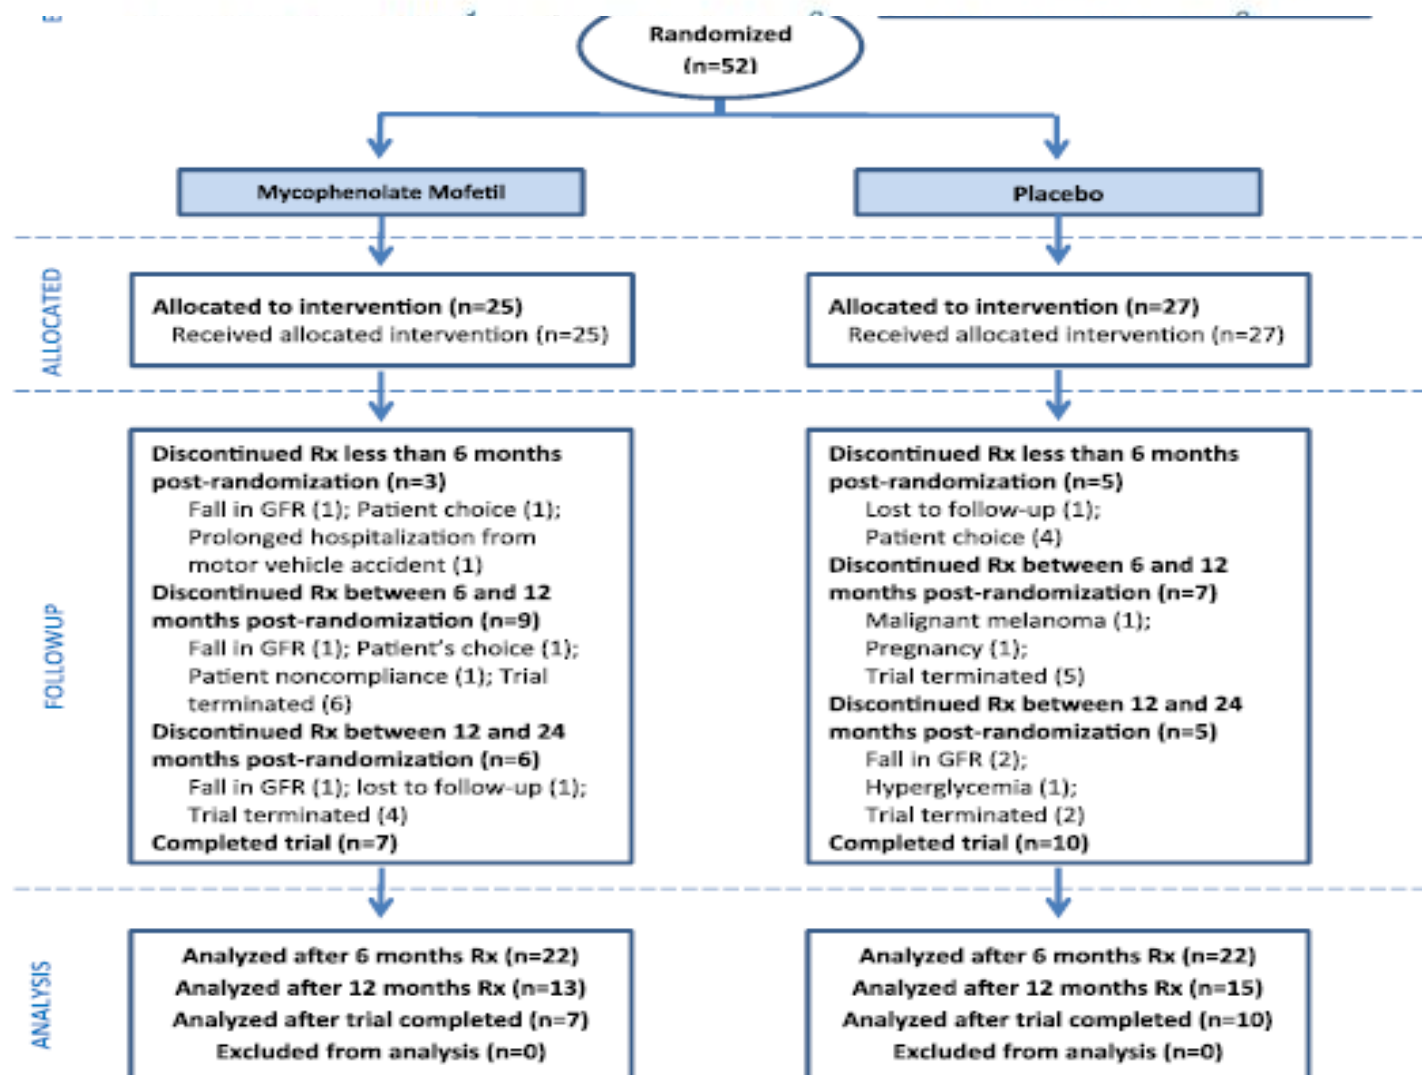 Randomized
(n=52)
Mycophenolate Mofetil
Placebo
ALLOCATED
Allocated to intervention (n=25)
Received allocated intervention (n=25)
Allocated to intervention (n=27)
Received allocated intervention (n=27)
FOLLOWUP
Discontinued Rx less than 6 months
post-randomization (n=3)
Fall in GFR (1); Patient choice (1);
Prolonged hospitalization from
motor vehicle accident (1)
Discontinued Rx between 6 and 12
months post-randomization (n=9)
Fall in GFR (1); Patient's choice (1);
Patient noncompliance (1); Trial
terminated (6)
Discontinued Rx between 12 and 24
months post-randomization (n=6)
Fall in GFR (1); lost to follow-up (1);
Trial terminated (4)
Completed trial (n=7)
Discontinued Rx less than 6 months
post-randomization (n=5)
Lost to follow-up (1);
Patient choice (4)
Discontinued Rx between 6 and 12
months post-randomization (n=7)
Malignant melanoma (1);
Pregnancy (1);
Trial terminated (5)
Discontinued Rx between 12 and 24
months post-randomization (n=5)
Fall in GFR (2);
Hyperglycemia (1);
Trial terminated (2)
Completed trial (n=10)
ANALYSIS
Analyzed after 6 months Rx (n=22)
Analyzed after 12 months Rx (n=13)
Analyzed after trial completed (n=7)
Excluded from analysis (n=0)
Analyzed after 6 months Rx (n=22)
Analyzed after 12 months Rx (n=15)
Analyzed after trial completed (n=10)
Excluded from analysis (n=0)